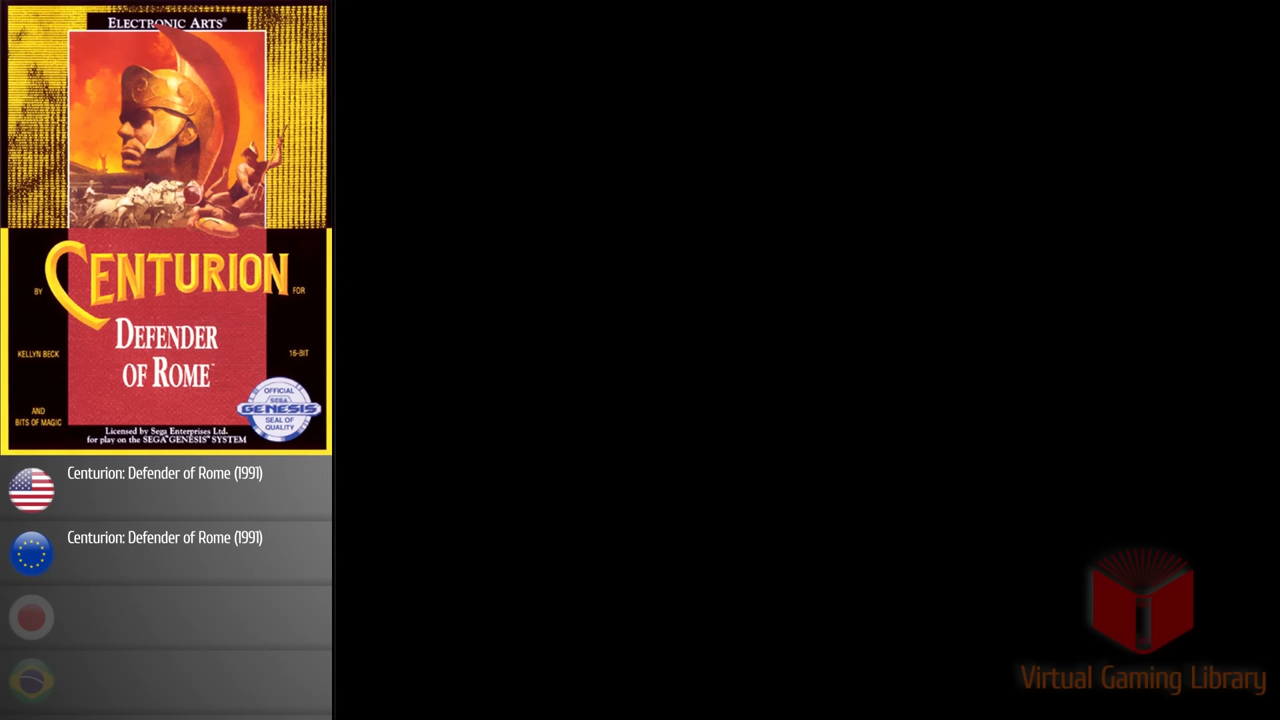 ELECTRONIC ARTS®
CENTURION
BY
FOR
DEFENDER
OF ROME™
KELLYN BECK
16-BIT
AND
BITS OF MAGIC
OFFICIAL
SEGA
GENESIS
SEAL OF
QUALITY
Licensed by Sega Enterprises Ltd.
for play on the SEGA™ GENESIS™ SYSTEM
Centurion: Defender of Rome (1991)
Centurion: Defender of Rome (1991)
Virtual Gaming Library